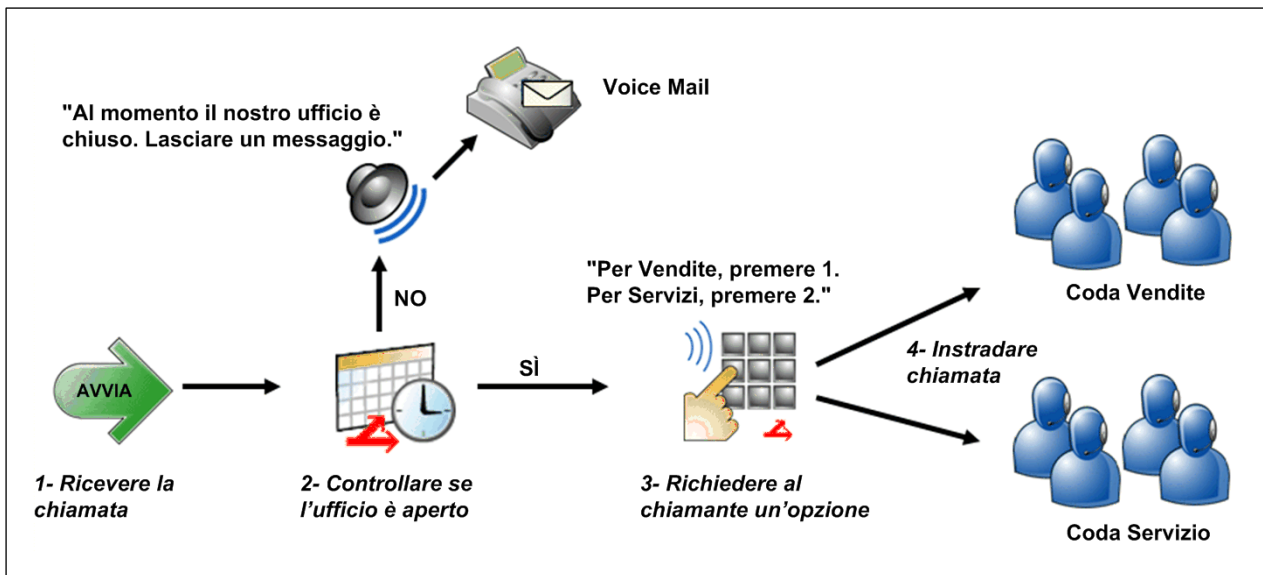 "Al momento il nostro ufficio è
chiuso. Lasciare un messaggio."
Voice Mail
NO
"Per Vendite, premere 1.
Per Servizi, premere 2."
Coda Vendite
AVVIA
SÌ
4- Instradare
chiamata
1- Ricevere la
chiamata
2- Controllare se
l'ufficio è aperto
3- Richiedere al
chiamante un'opzione
Coda Servizio